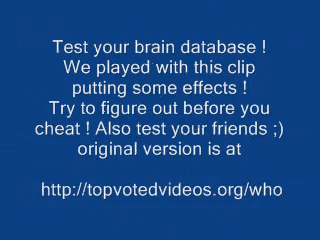 Test your brain database !
We played with this clip
putting some effects !
Try to figure out before you
cheat ! Also test your friends ;)
original version is at
http://topvotedvideos.org/who